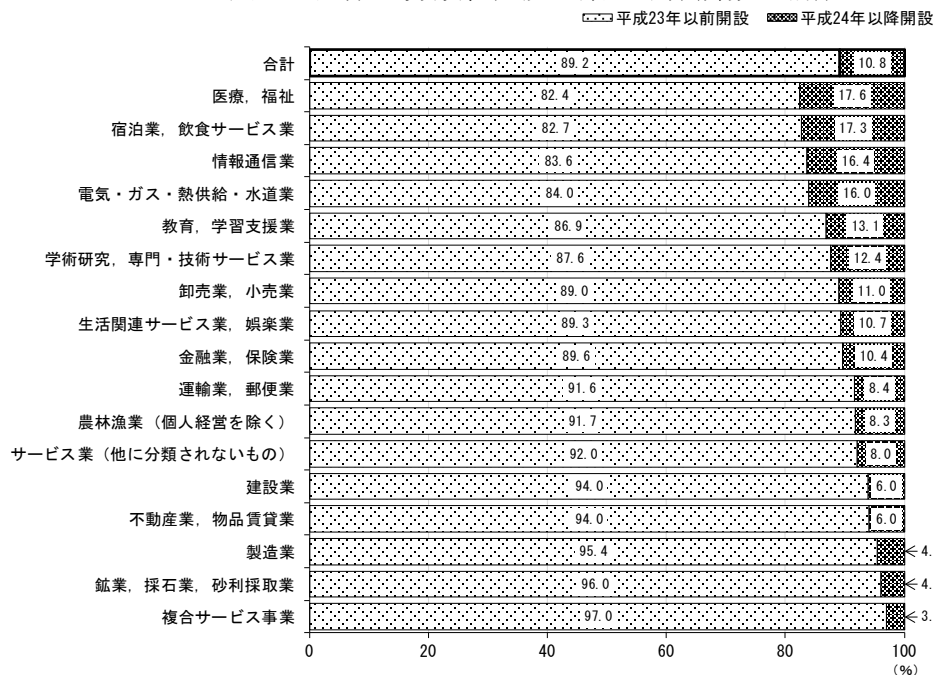 平成23年以前開設 平成24年以降開設
合計 89.2 10.8
医療，福祉 82.4 17.6
宿泊業，飲食サービス業 82.7 17.3
情報通信業 83.6 16.4
電気・ガス・熱供給・水道業 84.0 16.0
教育，学習支援業 86.9 13.1
学術研究，専門・技術サービス業 87.6 12.4
卸売業，小売業 89.0 11.0
生活関連サービス業，娯楽業 89.3 10.7
金融業，保険業 89.6 10.4
運輸業，郵便業 91.6 8.4
農林漁業（個人経営を除く） 91.7 8.3
サービス業（他に分類されないもの） 92.0 8.0
建設業 94.0 6.0
不動産業，物品賃貸業 94.0 6.0
製造業 95.4 4.
鉱業，採石業，砂利採取業 96.0 4.
複合サービス事業 97.0 3.
0 20 40 60 80 100
(%)